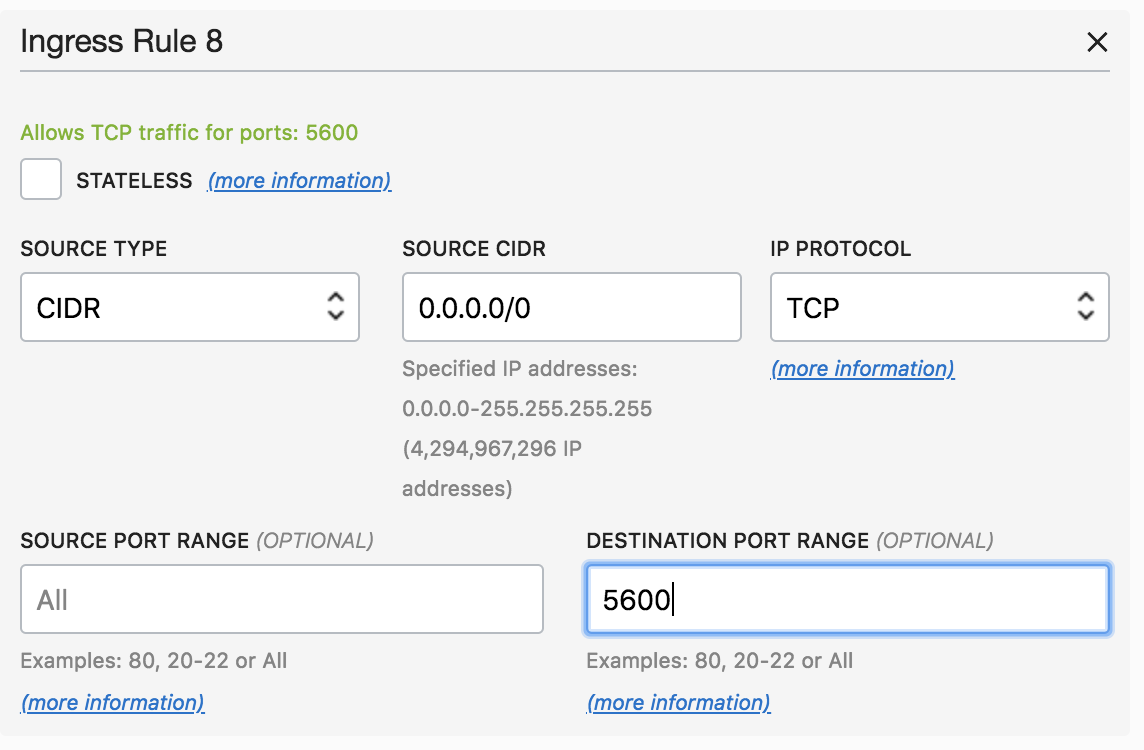 Ingress Rule 8
Allows TCP traffic for ports: 5600
STATELESS (more information)
SOURCE TYPE
SOURCE CIDR
IP PROTOCOL
CIDR
0.0.0.0/0
TCP
Specified IP addresses:
0.0.0.0-255.255.255.255
(4,294,967,296 IP
addresses)
(more information)
SOURCE PORT RANGE (OPTIONAL)
DESTINATION PORT RANGE (OPTIONAL)
All
5600
Examples: 80, 20-22 or All
Examples: 80, 20-22 or All
(more information)
(more information)